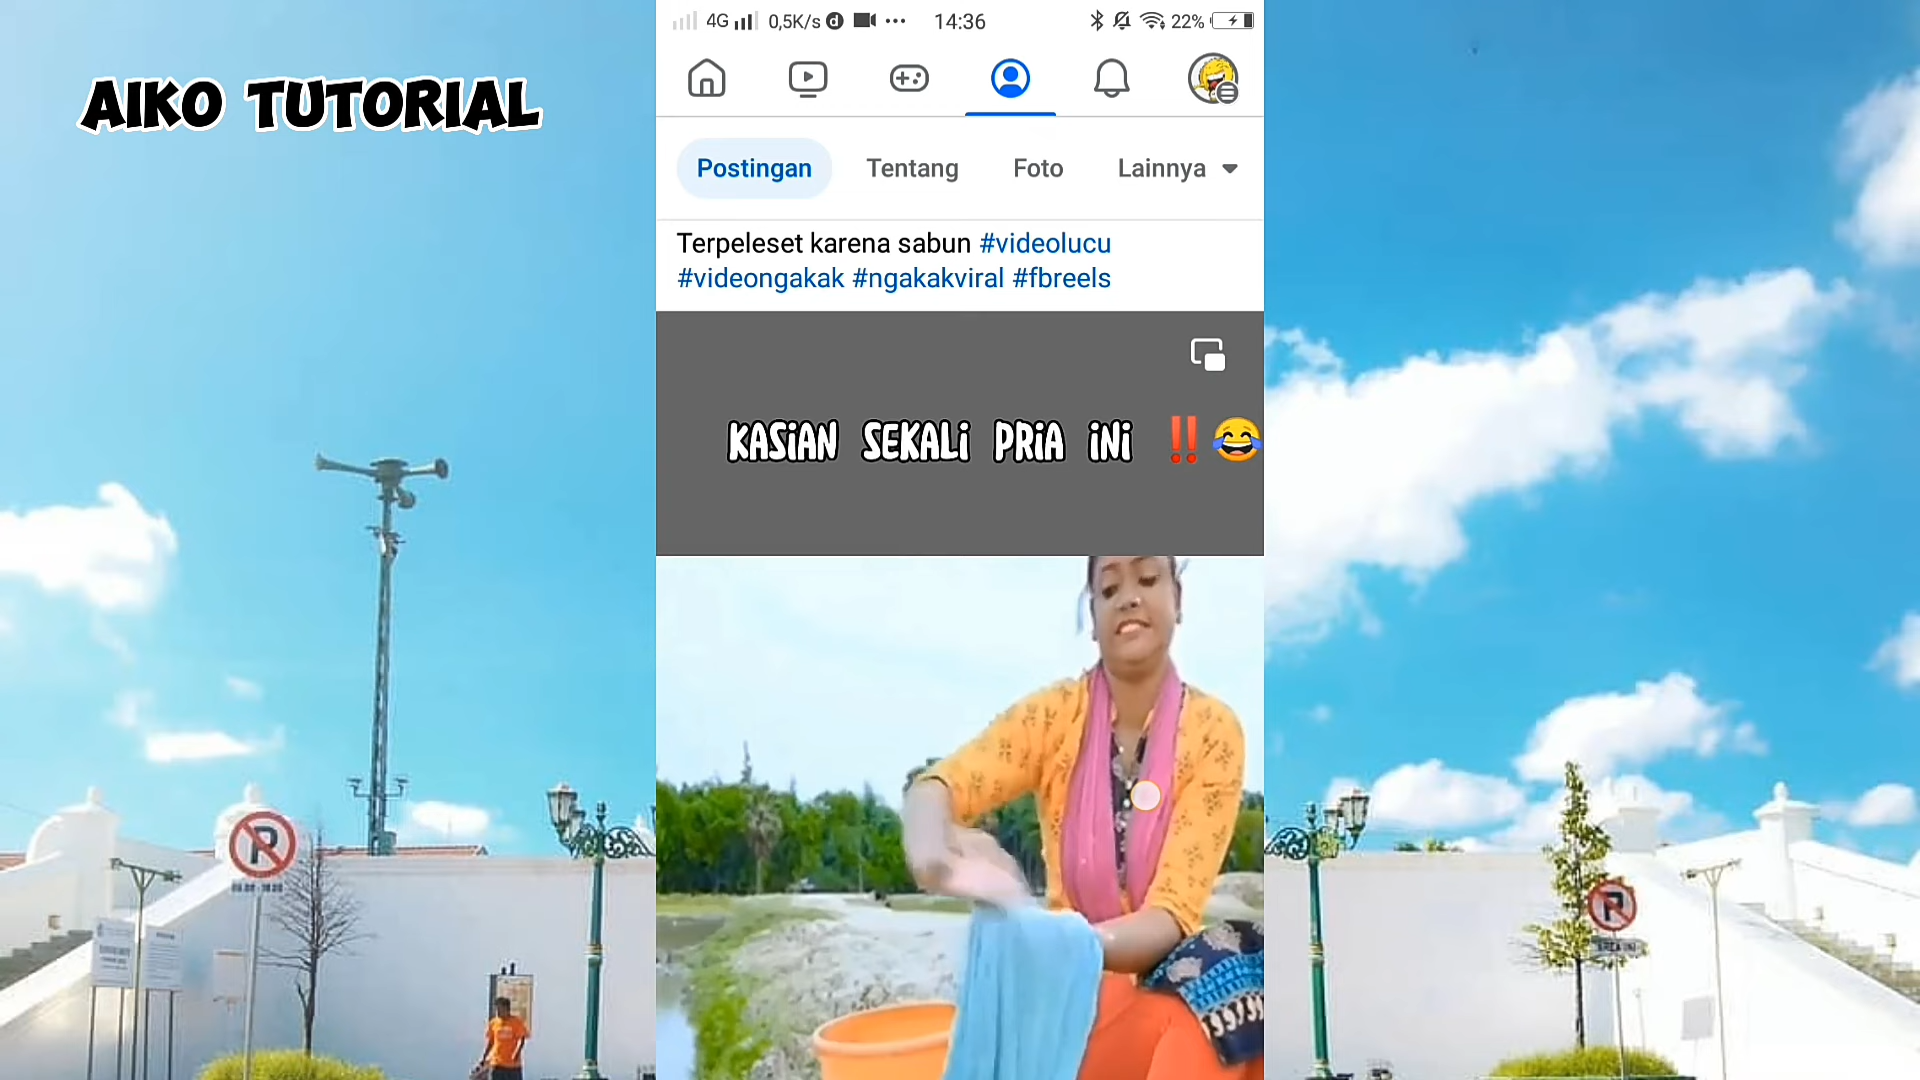 AIKO TUTORIAL
4G 0,5K/s 14:36 22%
Postingan Tentang Foto Lainnya
Terpeleset karena sabun #videolucu
#videongakak #ngakakviral #fbreels
KASiAN SEKALi PRiA iNi ‼️😂
P
P